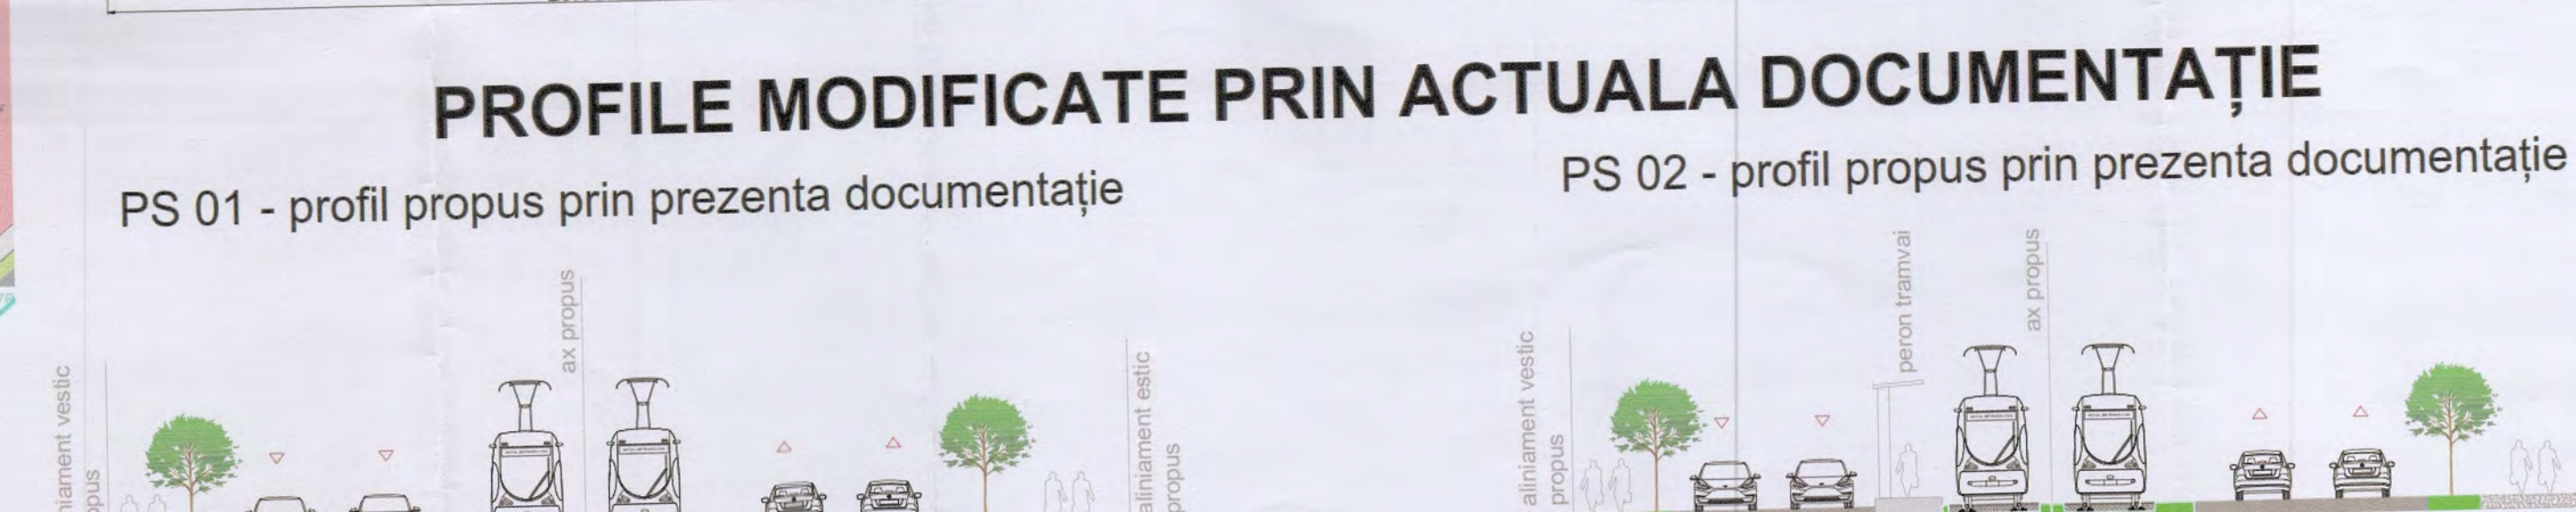 PROFILE MODIFICATE PRIN ACTUALA DOCUMENTAȚIE
PS 01 - profil propus prin prezenta documentație
PS 02 - profil propus prin prezenta documentație
vestic
ax propus
aliniament estic
propus
aliniament vestic
propus
peron tramvai
ax propus